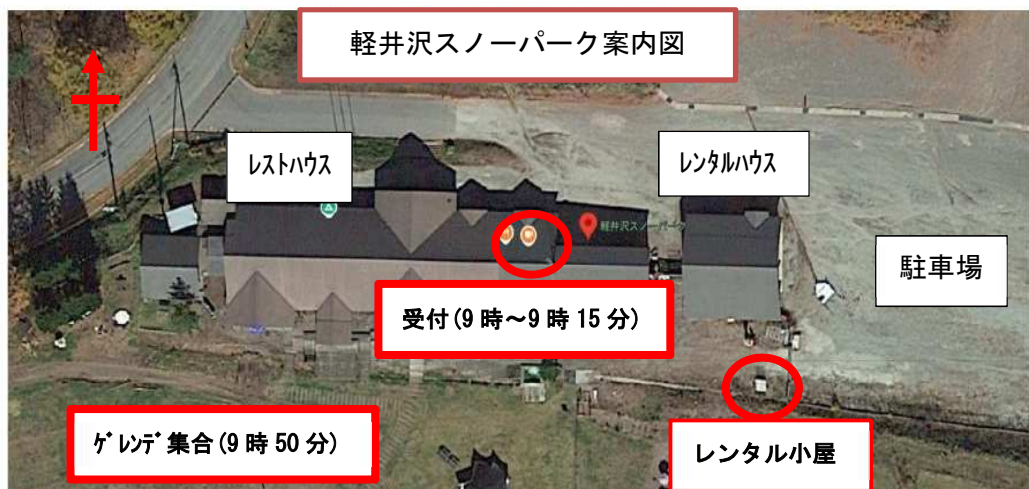 軽井沢スノーパーク案内図
ﾚｽﾄﾊｳｽ
ﾚﾝﾀﾙﾊｳｽ
軽井沢スノーパーク
駐車場
受付(9時～9時15分)
ｹﾞﾚﾝﾃﾞ集合(9時50分)
レンタル小屋